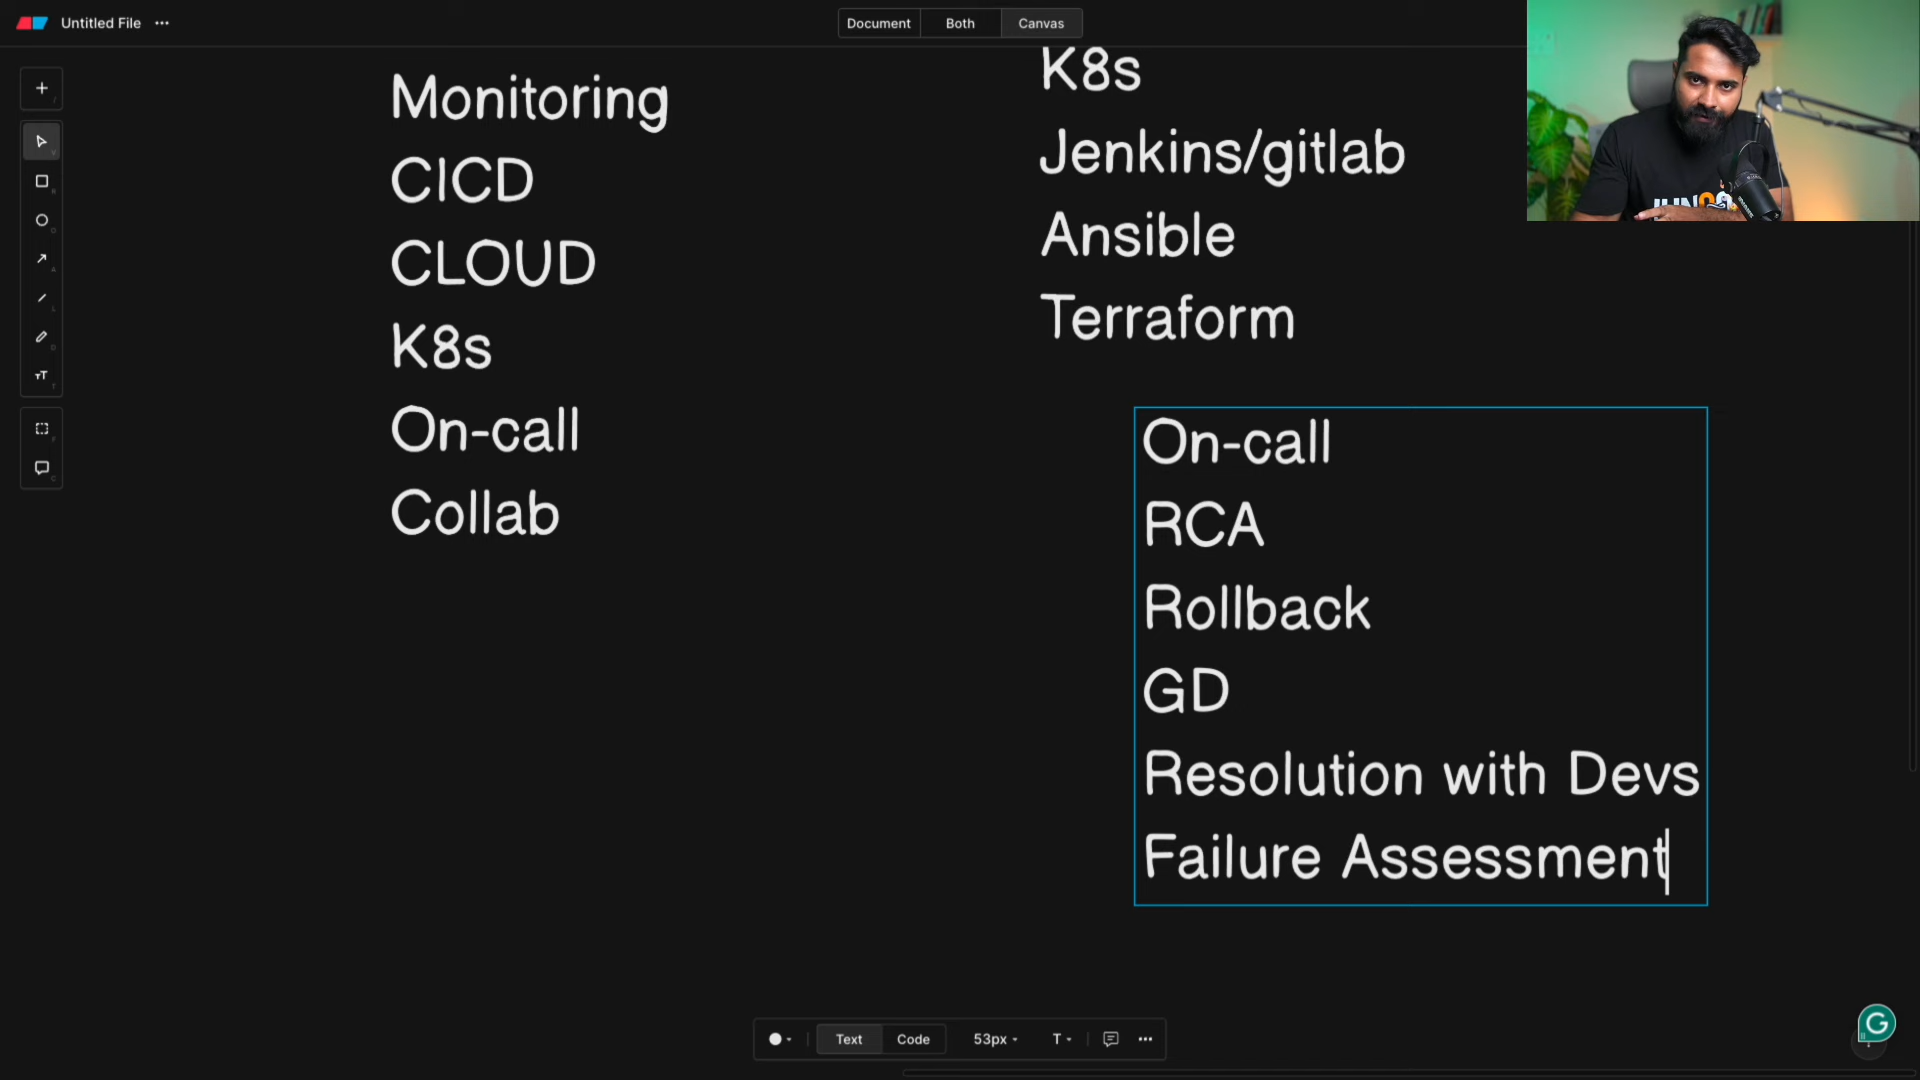 Untitled File
Document
Both
Canvas
Monitoring
CICD
CLOUD
K8s
On-call
Collab
K8s
Jenkins/gitlab
Ansible
Terraform
On-call
RCA
Rollback
GD
Resolution with Devs
Failure Assessment
Text
Code
53px
T